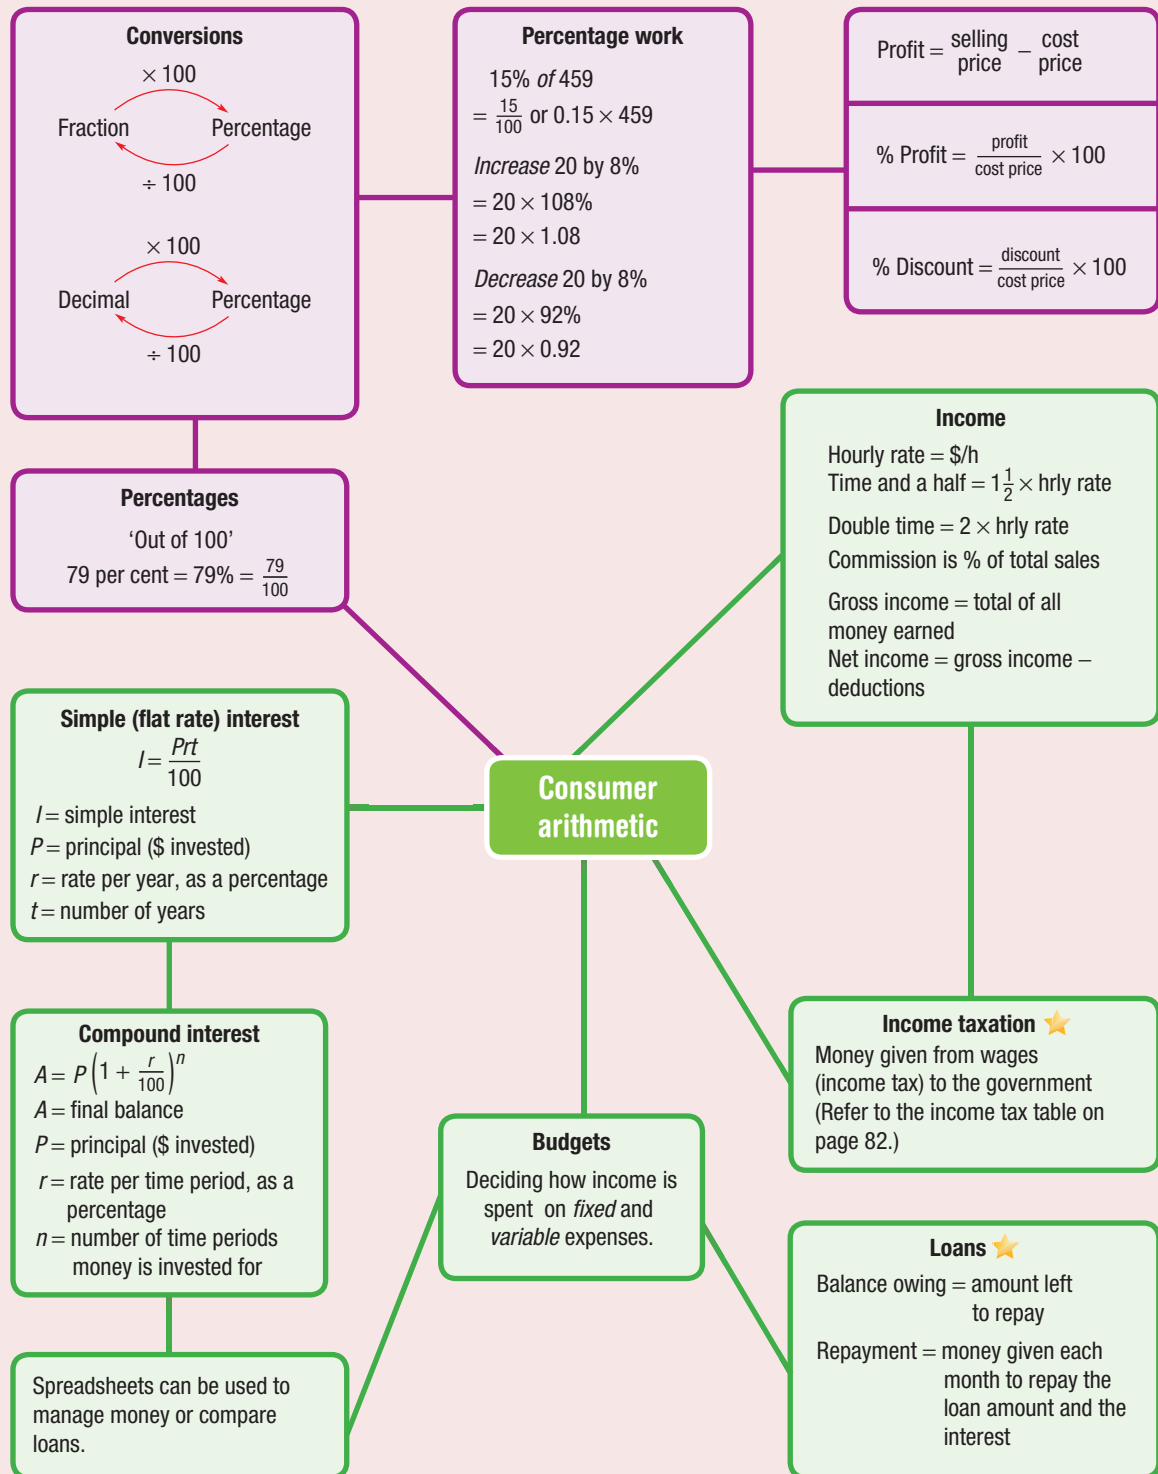 Conversions
× 100
Fraction Percentage
÷ 100
× 100
Decimal Percentage
÷ 100
Percentage work
15% of 459
= 15/100 or 0.15 × 459
Increase 20 by 8%
= 20 × 108%
= 20 × 1.08
Decrease 20 by 8%
= 20 × 92%
= 20 × 0.92
Profit = selling price − cost price
% Profit = profit/cost price × 100
% Discount = discount/cost price × 100
Percentages
‘Out of 100’
79 per cent = 79% = 79/100
Income
Hourly rate = $/h
Time and a half = 1 1/2 × hrly rate
Double time = 2 × hrly rate
Commission is % of total sales
Gross income = total of all
money earned
Net income = gross income –
deductions
Simple (flat rate) interest
I = Prt/100
I = simple interest
P = principal ($ invested)
r = rate per year, as a percentage
t = number of years
Consumer
arithmetic
Compound interest
A = P(1 + r/100)^n
A = final balance
P = principal ($ invested)
r = rate per time period, as a
percentage
n = number of time periods
money is invested for
Income taxation
Money given from wages
(income tax) to the government
(Refer to the income tax table on
page 82.)
Budgets
Deciding how income is
spent on fixed and
variable expenses.
Loans
Balance owing = amount left
to repay
Repayment = money given each
month to repay the
loan amount and the
interest
Spreadsheets can be used to
manage money or compare
loans.